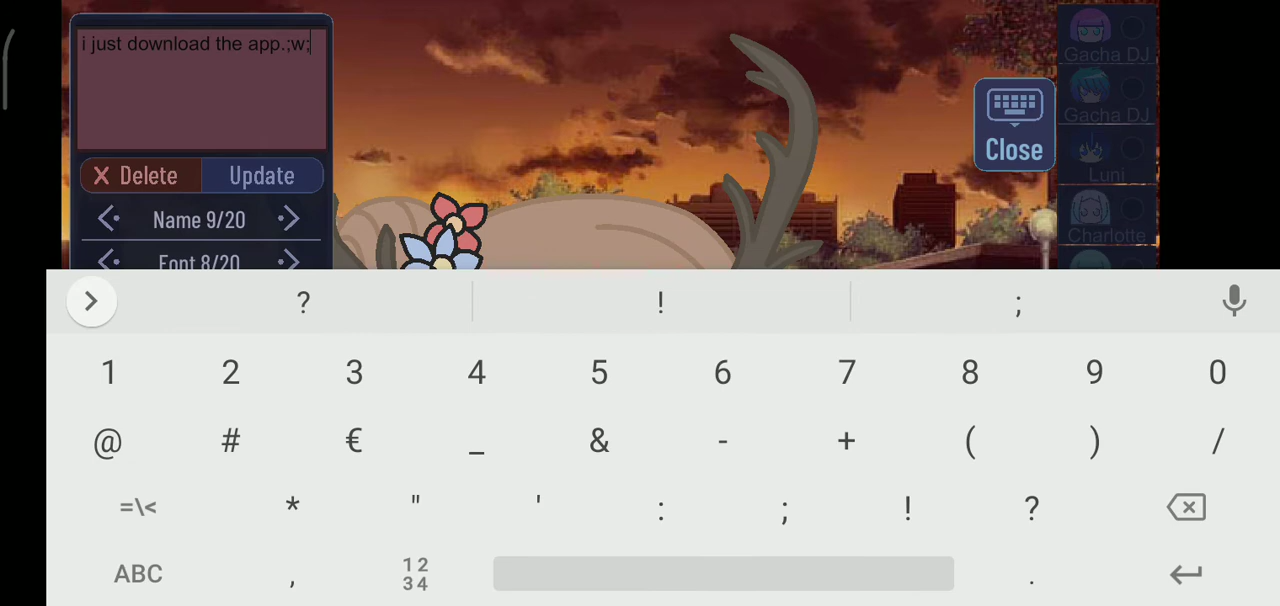 i just download the app.;w;
X Delete Update
Name 9/20
Font 8/20
Close
Gacha DJ
Gacha DJ
Luni
Charlotte
? ! ;
1 2 3 4 5 6 7 8 9 0
@ # € _ & - + ( ) /
=\< * " ' : ; ! ?
ABC , 12 34 .